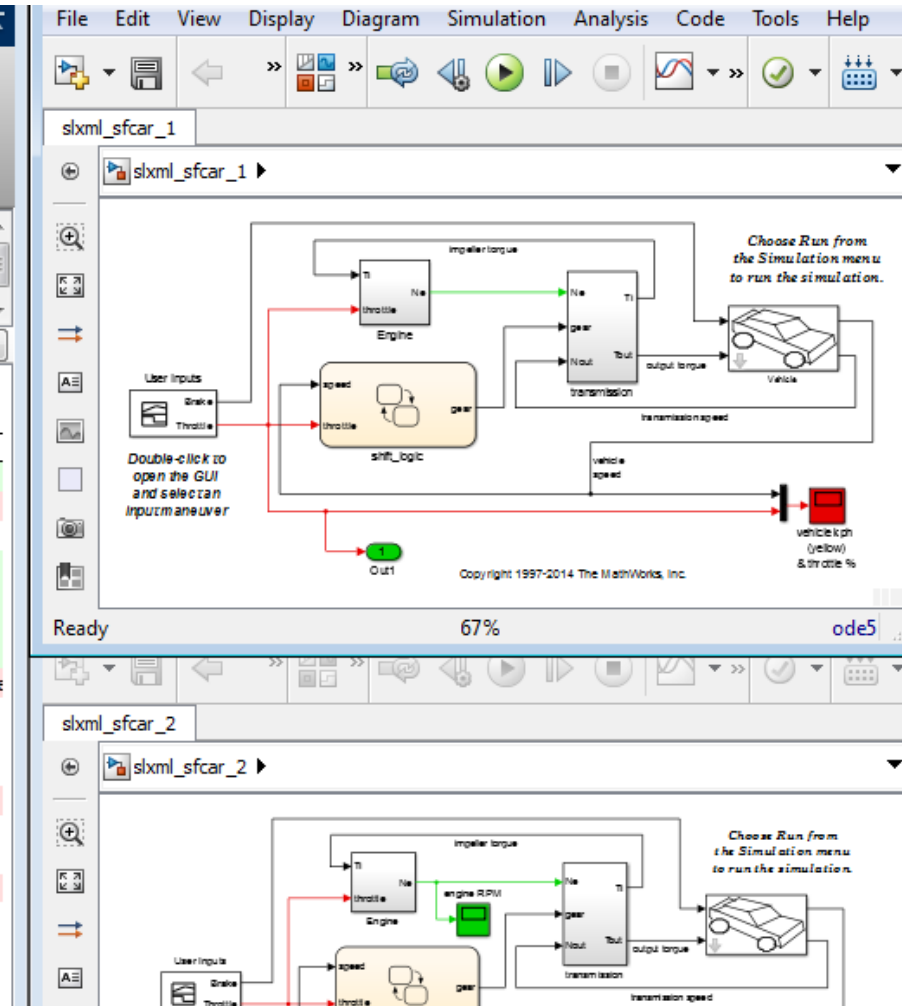 File Edit View Display Diagram Simulation Analysis Code Tools Help
slxml_sfcar_1
slxml_sfcar_1
impeller torque
Choose Run from
the Simulation menu
to run the simulation.
Ti
Ne
throttle
Engine
Ne
Ti
gear
Nout
Tout
transmission
output torque
Vehicle
transmission speed
User Inputs
Brake
Throttle
speed
throttle
gear
shift_logic
Double-click to
open the GUI
and select an
input maneuver
vehicle
speed
vehicle kph
(yellow)
& throttle %
1
Out1
Copyright 1997-2014 The MathWorks, Inc.
Ready 67% ode5
slxml_sfcar_2
slxml_sfcar_2
impeller torque
Choose Run from
the Simulation menu
to run the simulation.
Ti
Ne
throttle
Engine
engine RPM
Ne
Ti
gear
Nout
Tout
transmission
output torque
transmission speed
User Inputs
Brake
Throttle
speed
throttle
gear